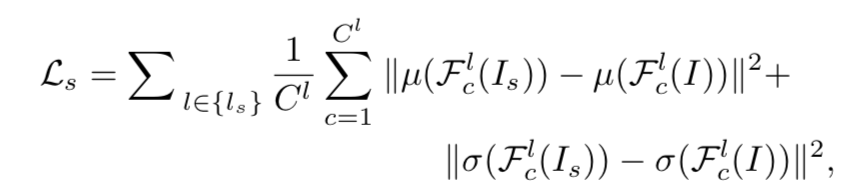 $\mathcal{L}_s = \sum_{l \in \{l_s\}} \frac{1}{C^l} \sum_{c=1}^{C^l} \| \mu(\mathcal{F}_c^l(I_s)) - \mu(\mathcal{F}_c^l(I)) \|^2 +$
$\| \sigma(\mathcal{F}_c^l(I_s)) - \sigma(\mathcal{F}_c^l(I)) \|^2,$